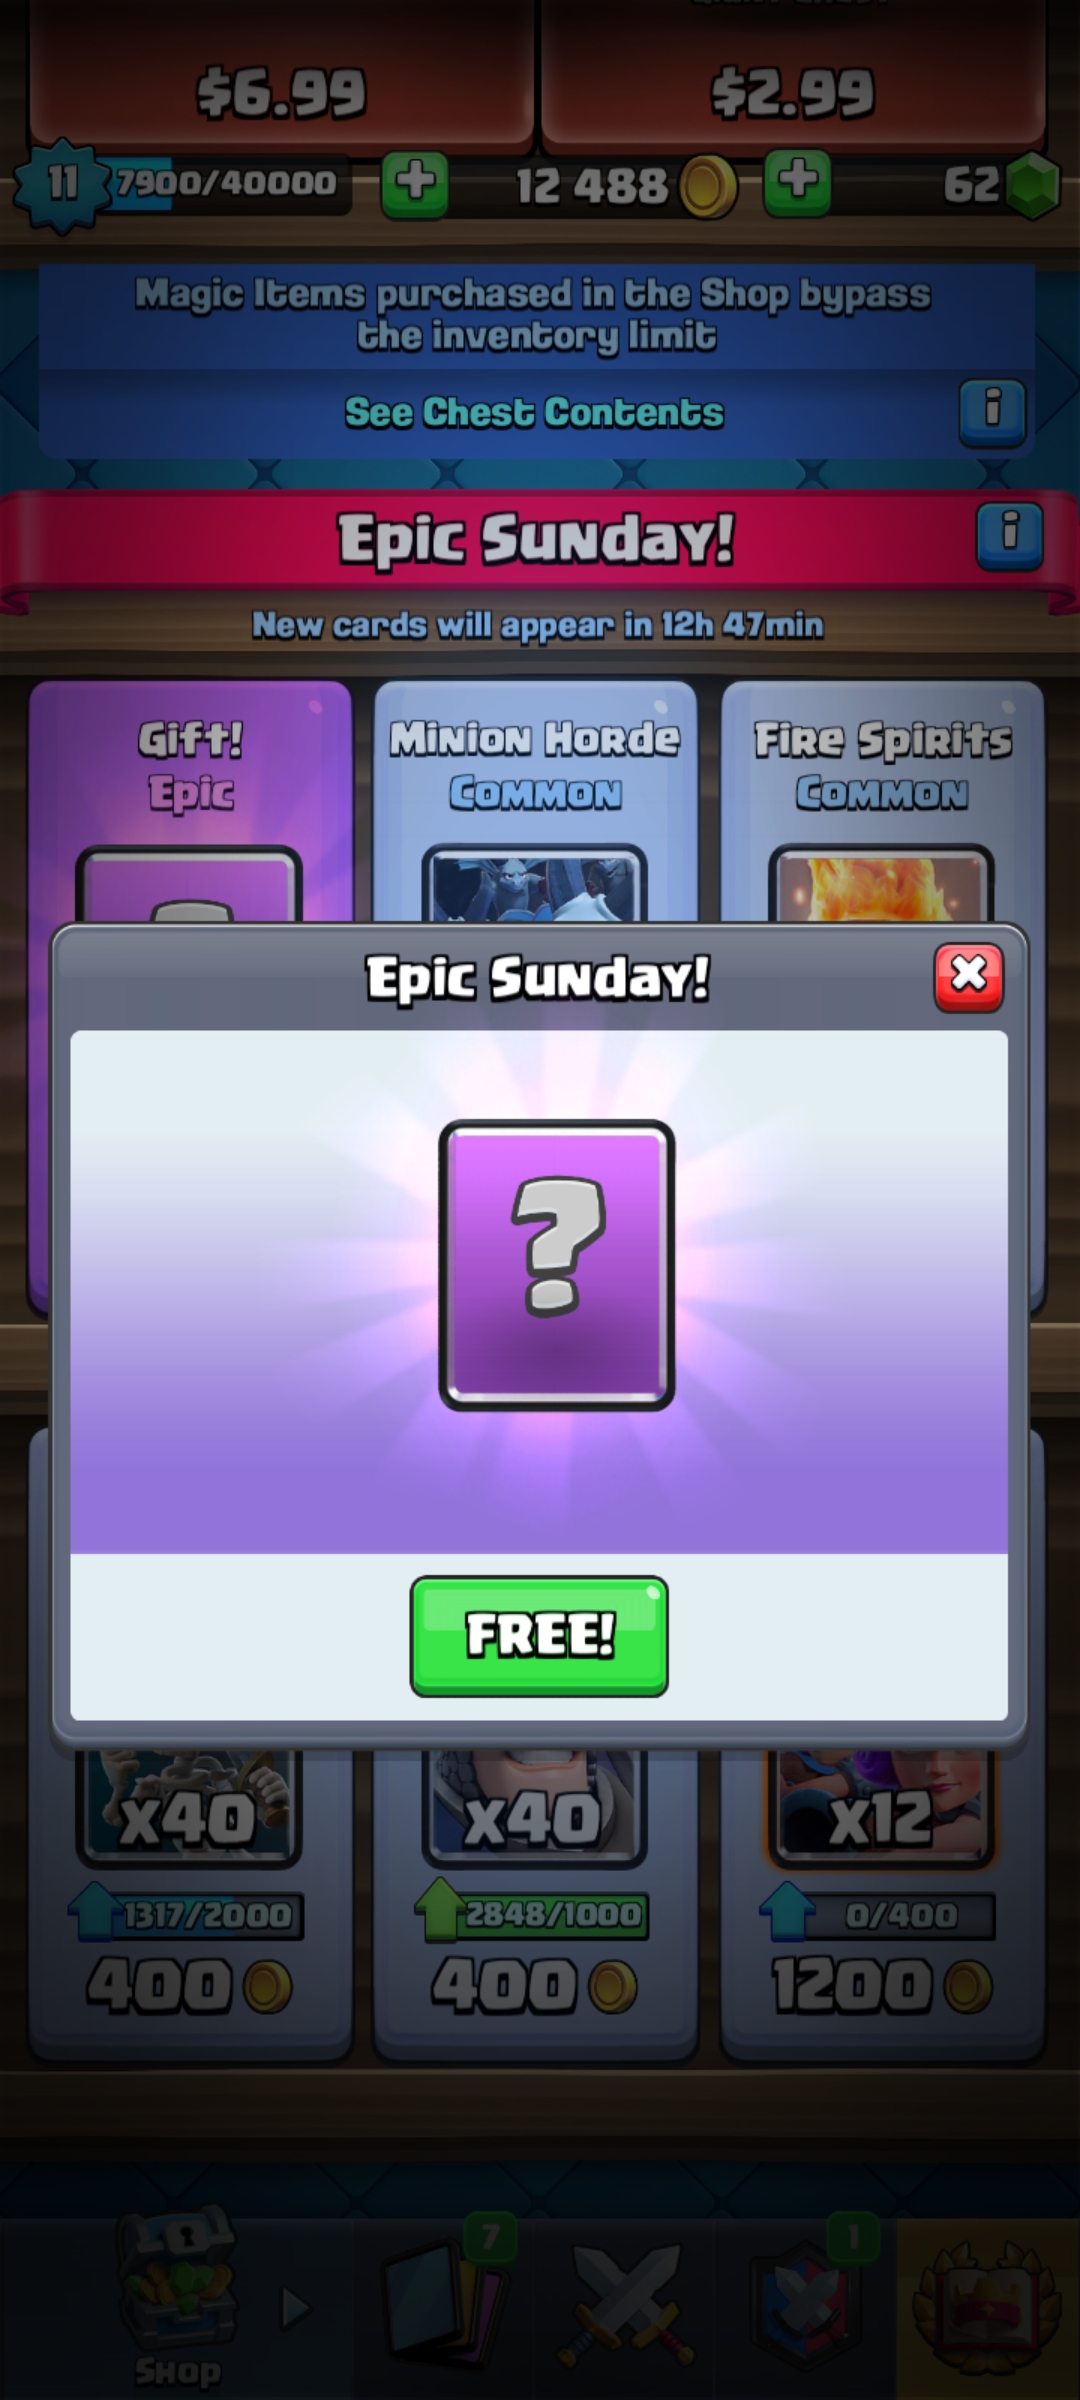 $6.99
$2.99
11
7900/40000
12 488
62
Magic Items purchased in the Shop bypass
the inventory limit
See Chest Contents
i
Epic Sunday!
i
New cards will appear in 12h 47min
Gift!
Epic
Minion Horde
Common
Fire Spirits
Common
Epic Sunday!
?
FREE!
x40
x40
x12
1317/2000
2848/1000
0/400
400
400
1200
7
1
Shop